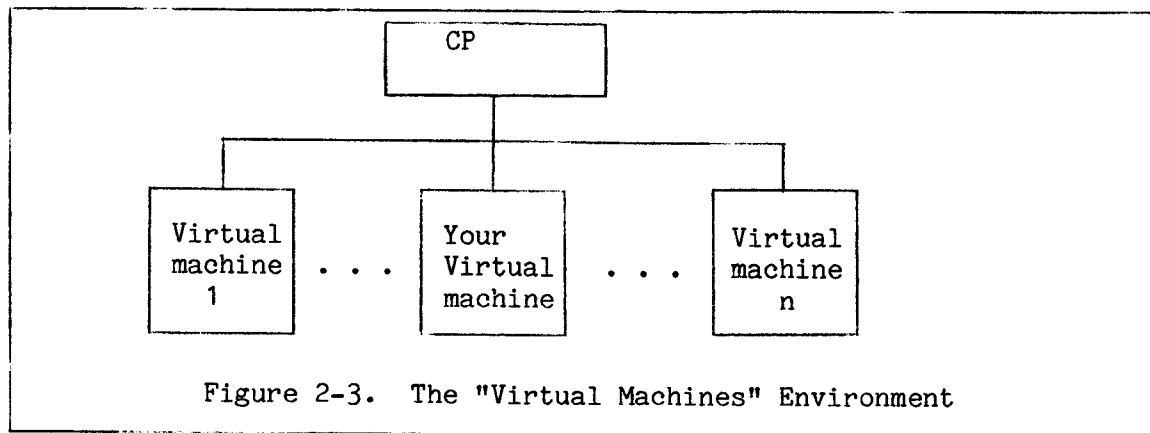 CP
Virtual machine 1
. . .
Your Virtual machine
. . .
Virtual machine n
Figure 2-3. The "Virtual Machines" Environment